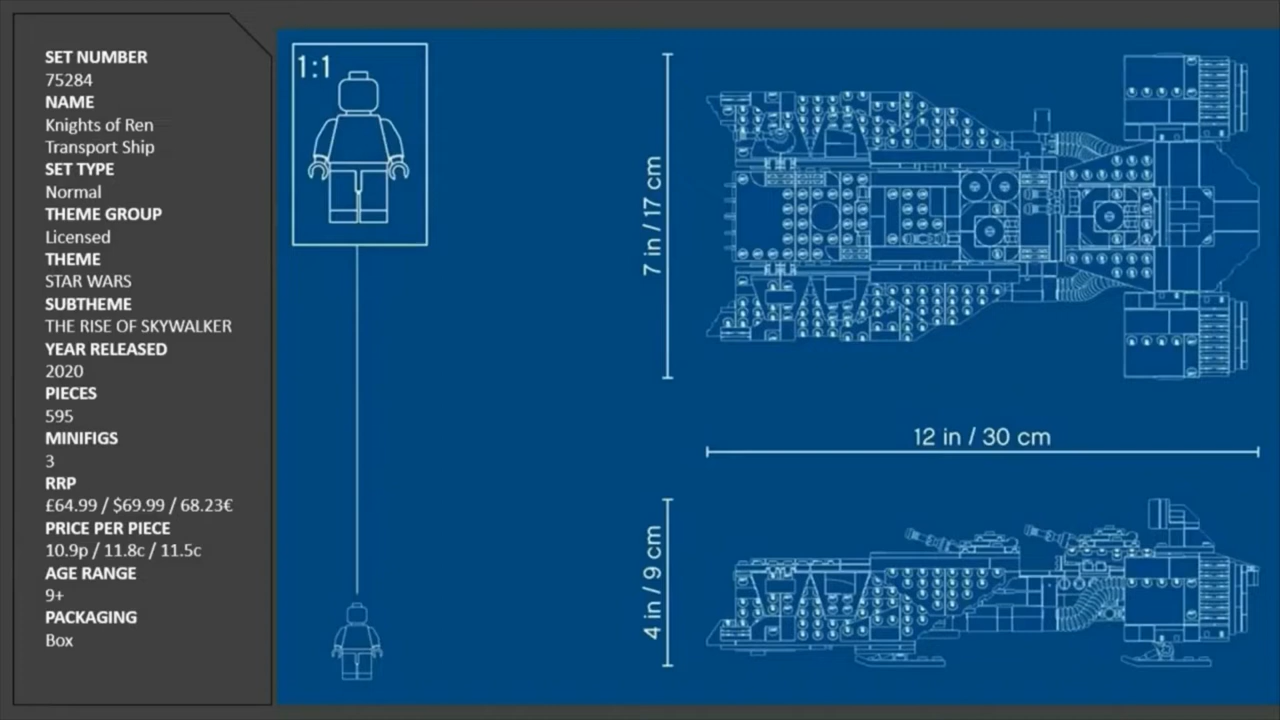 SET NUMBER
75284
NAME
Knights of Ren
Transport Ship
SET TYPE
Normal
THEME GROUP
Licensed
THEME
STAR WARS
SUBTHEME
THE RISE OF SKYWALKER
YEAR RELEASED
2020
PIECES
595
MINIFIGS
3
RRP
£64.99 / $69.99 / 68.23€
PRICE PER PIECE
10.9p / 11.8c / 11.5c
AGE RANGE
9+
PACKAGING
Box
1:1
7 in / 17 cm
12 in / 30 cm
4 in / 9 cm